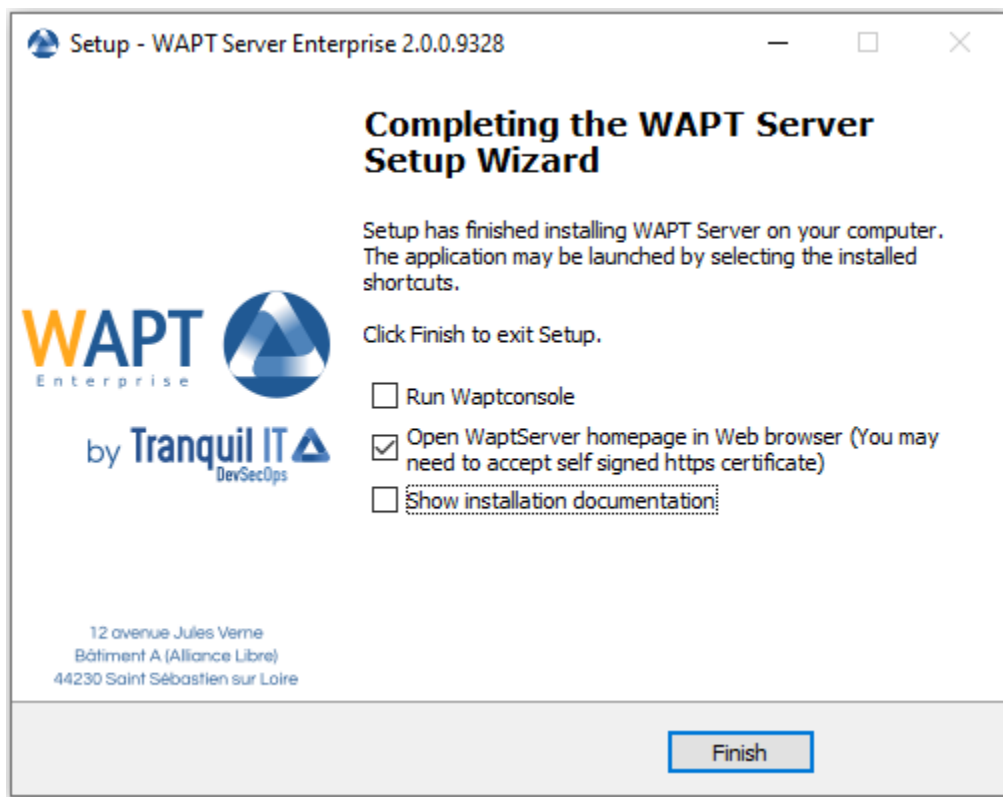 Setup - WAPT Server Enterprise 2.0.0.9328
Completing the WAPT Server
Setup Wizard
Setup has finished installing WAPT Server on your computer.
The application may be launched by selecting the installed
shortcuts.
Click Finish to exit Setup.
WAPT
Enterprise
by Tranquil IT
DevSecOps
Run Waptconsole
Open WaptServer homepage in Web browser (You may
need to accept self signed https certificate)
Show installation documentation
12 avenue Jules Verne
Bâtiment A (Alliance Libre)
44230 Saint Sébastien sur Loire
Finish